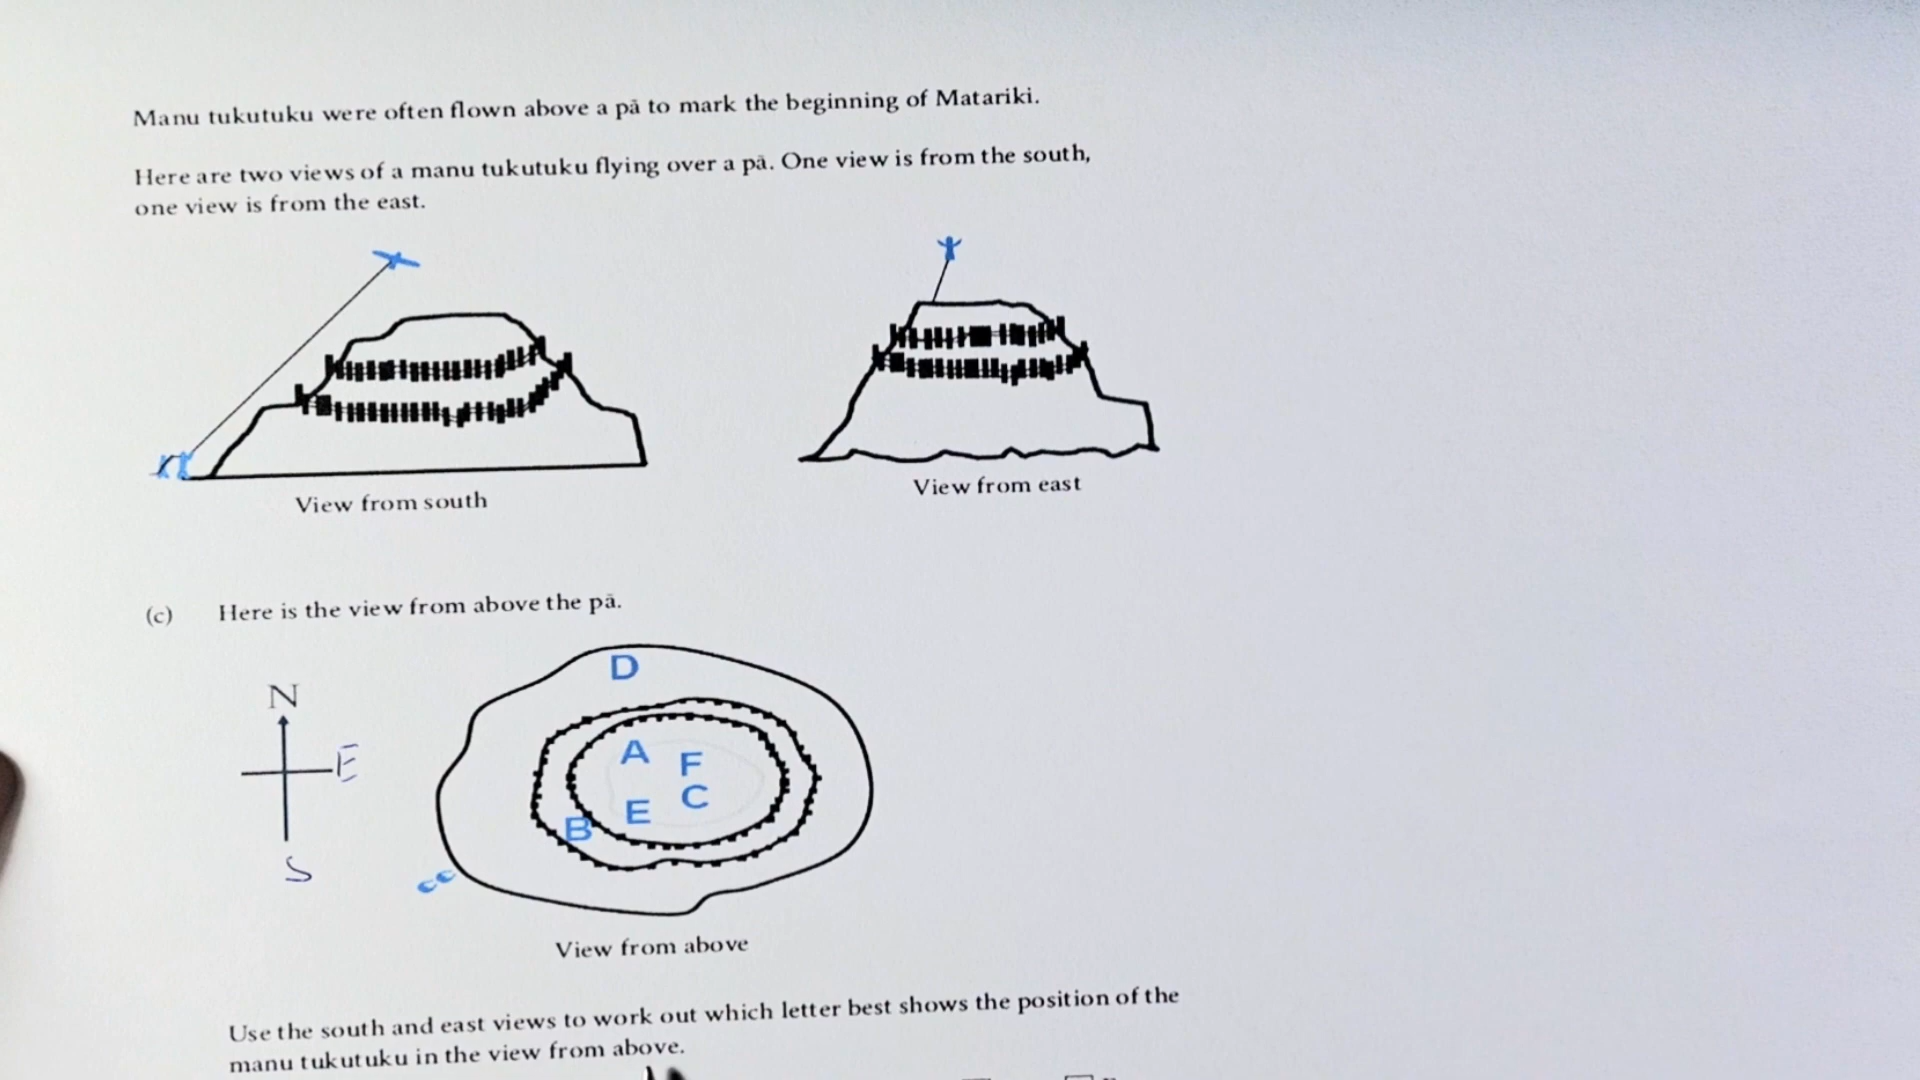 Manu tukutuku were often flown above a pā to mark the beginning of Matariki.
Here are two views of a manu tukutuku flying over a pā. One view is from the south,
one view is from the east.
View from south
View from east
(c) Here is the view from above the pā.
N
E
S
D
A
F
C
E
B
View from above
Use the south and east views to work out which letter best shows the position of the
manu tukutuku in the view from above.